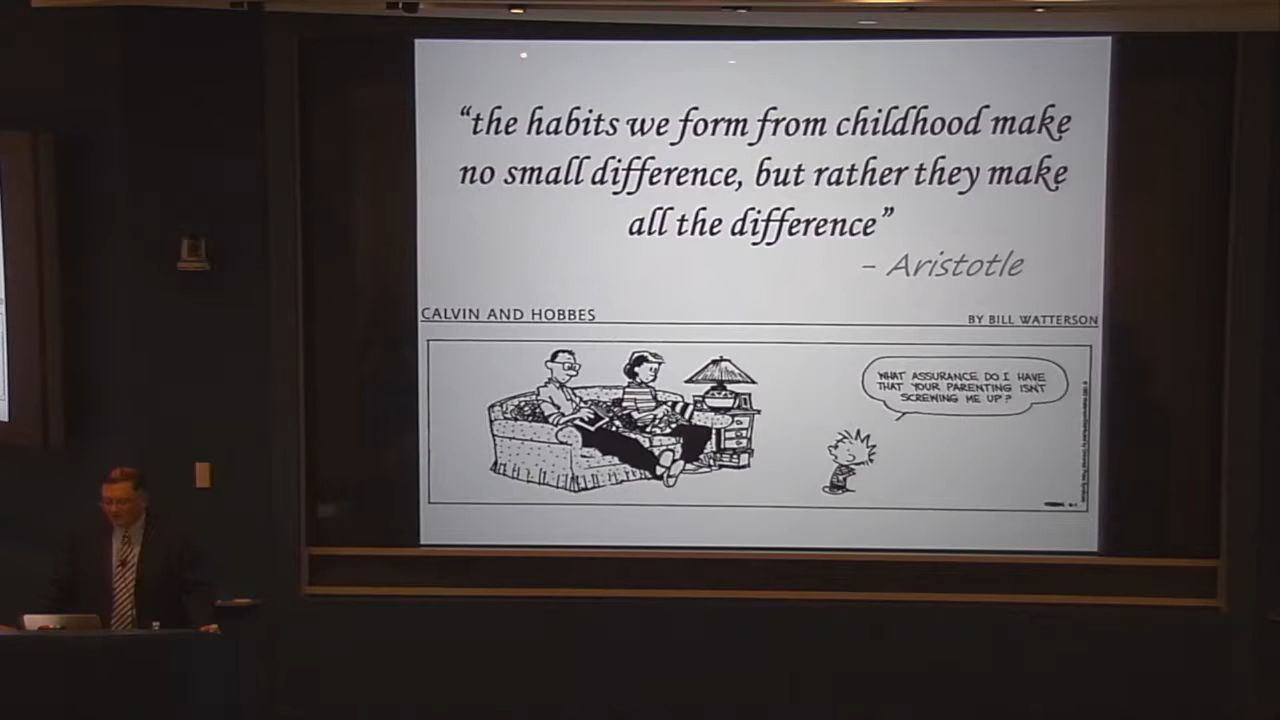 “the habits we form from childhood make
no small difference, but rather they make
all the difference”
– Aristotle
CALVIN AND HOBBES
BY BILL WATTERSON
WHAT ASSURANCE DO I HAVE
THAT YOUR PARENTING ISN'T
SCREWING ME UP?